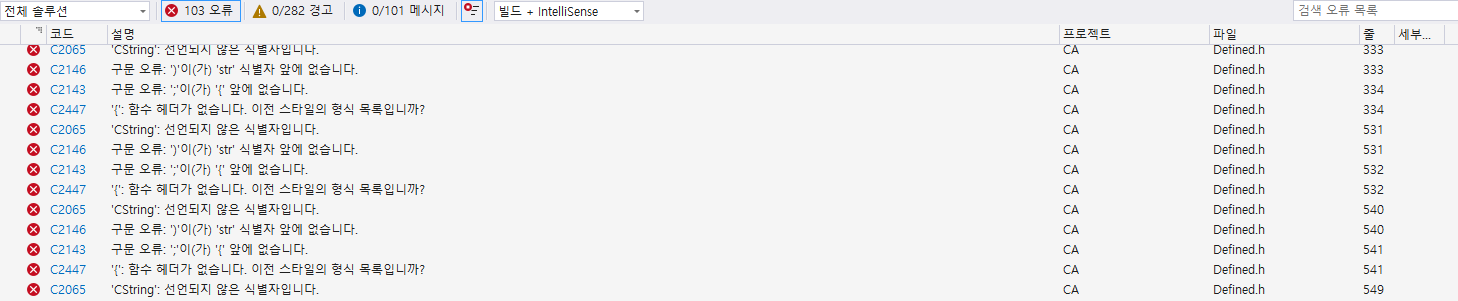 전체 솔루션 103 오류 0/282 경고 0/101 메시지 빌드 + IntelliSense 검색 오류 목록
코드 설명 프로젝트 파일 줄 세부...
C2065 'CString': 선언되지 않은 식별자입니다. CA Defined.h 333
C2146 구문 오류: ')'이(가) 'str' 식별자 앞에 없습니다. CA Defined.h 333
C2143 구문 오류: ';'이(가) '{' 앞에 없습니다. CA Defined.h 334
C2447 '{': 함수 헤더가 없습니다. 이전 스타일의 형식 목록입니까? CA Defined.h 334
C2065 'CString': 선언되지 않은 식별자입니다. CA Defined.h 531
C2146 구문 오류: ')'이(가) 'str' 식별자 앞에 없습니다. CA Defined.h 531
C2143 구문 오류: ';'이(가) '{' 앞에 없습니다. CA Defined.h 532
C2447 '{': 함수 헤더가 없습니다. 이전 스타일의 형식 목록입니까? CA Defined.h 532
C2065 'CString': 선언되지 않은 식별자입니다. CA Defined.h 540
C2146 구문 오류: ')'이(가) 'str' 식별자 앞에 없습니다. CA Defined.h 540
C2143 구문 오류: ';'이(가) '{' 앞에 없습니다. CA Defined.h 541
C2447 '{': 함수 헤더가 없습니다. 이전 스타일의 형식 목록입니까? CA Defined.h 541
C2065 'CString': 선언되지 않은 식별자입니다. CA Defined.h 549